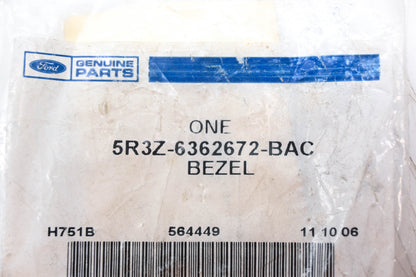 Ford
GENUINE
PARTS
ONE
5R3Z-6362672-BAC
BEZEL
H751B 564449 11 10 06